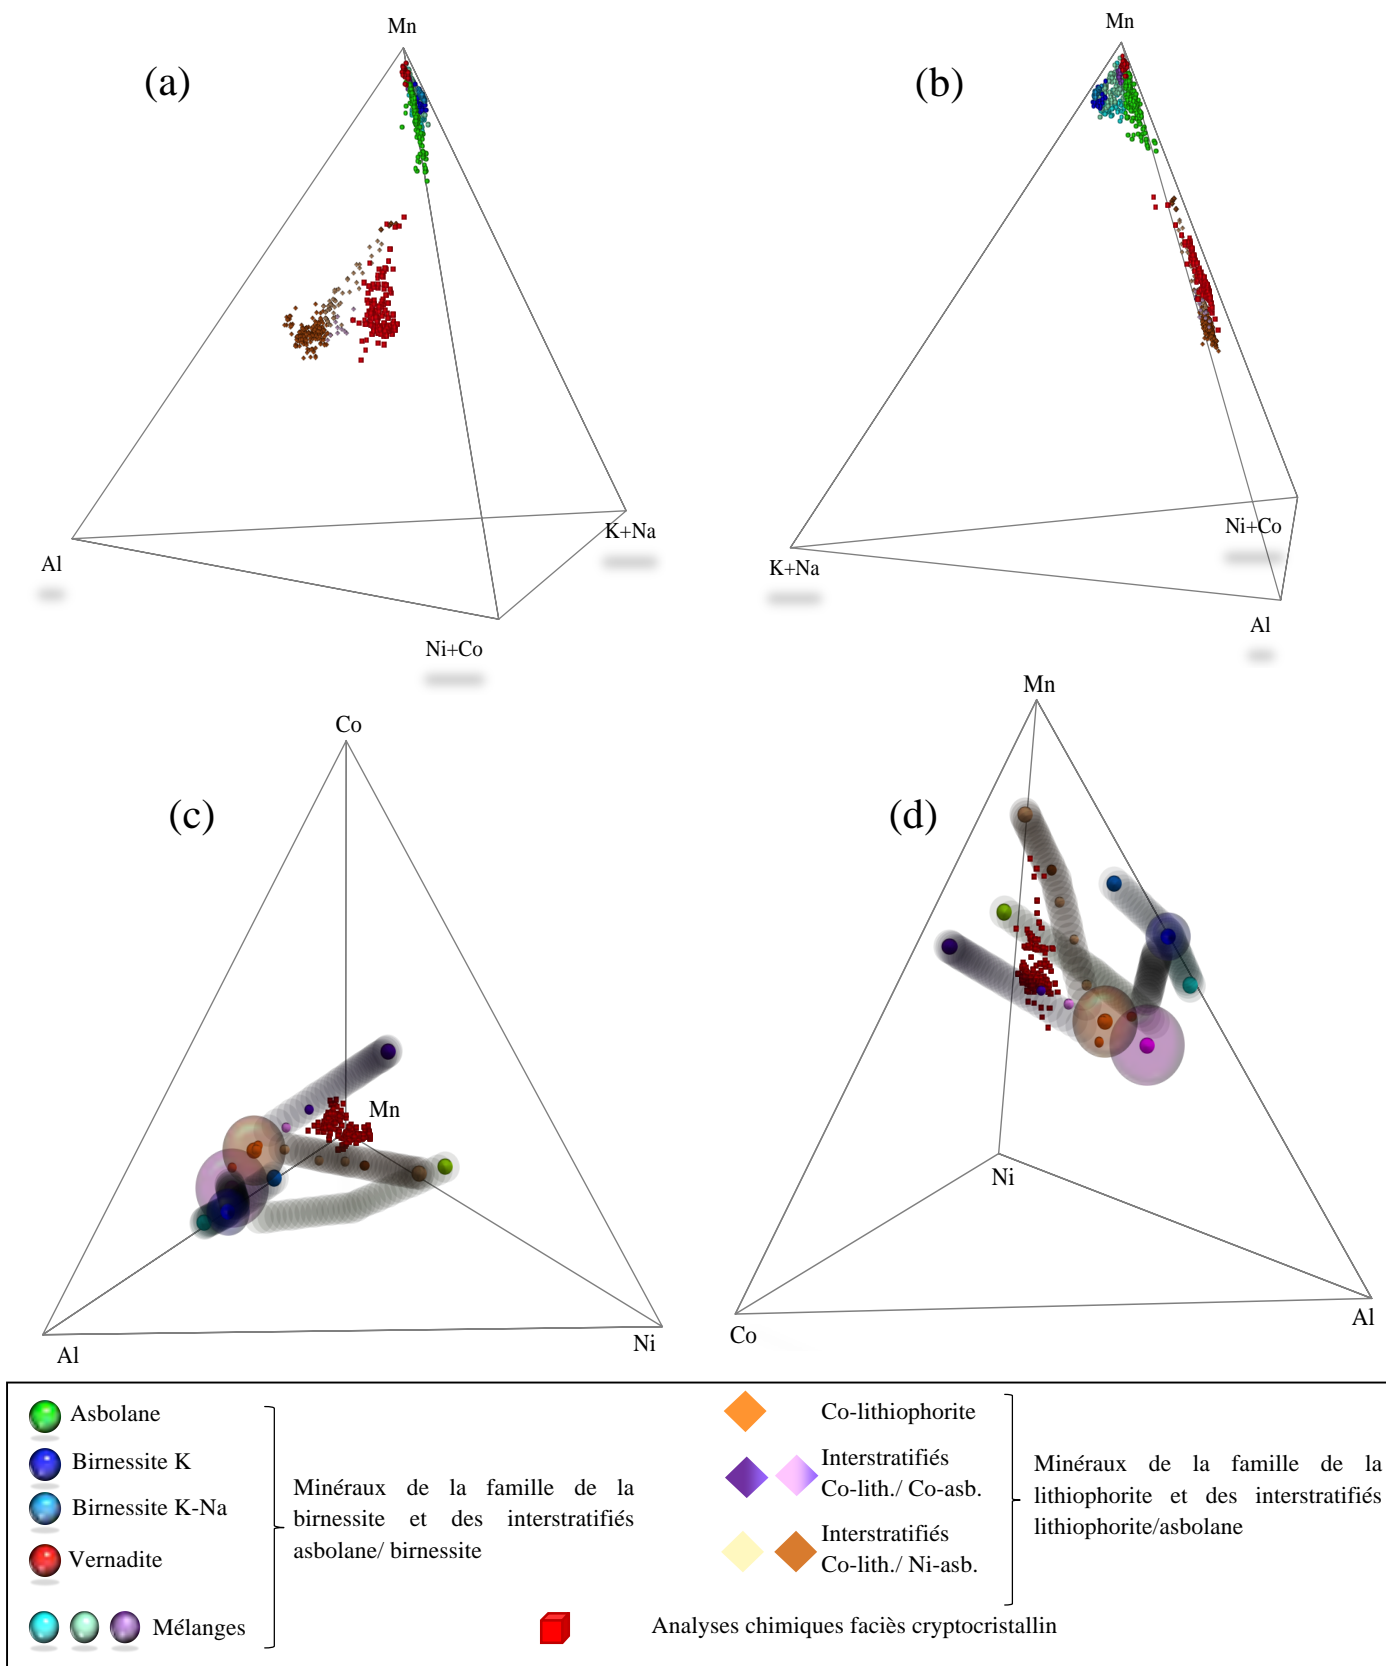 Mn
(a)
Al
K+Na
Ni+Co
Mn
(b)
Ni+Co
K+Na
Al
Co
(c)
Mn
Al
Ni
Mn
(d)
Ni
Co
Al
Asbolane
Birnessite K
Birnessite K-Na
Vernadite
Mélanges
Minéraux de la famille de la
birnessite et des interstratifiés
asbolane/ birnessite
Co-lithiophorite
Interstratifiés
Co-lith./ Co-asb.
Interstratifiés
Co-lith./ Ni-asb.
Minéraux de la famille de la
lithiophorite et des interstratifiés
lithiophorite/asbolane
Analyses chimiques faciès cryptocristallin